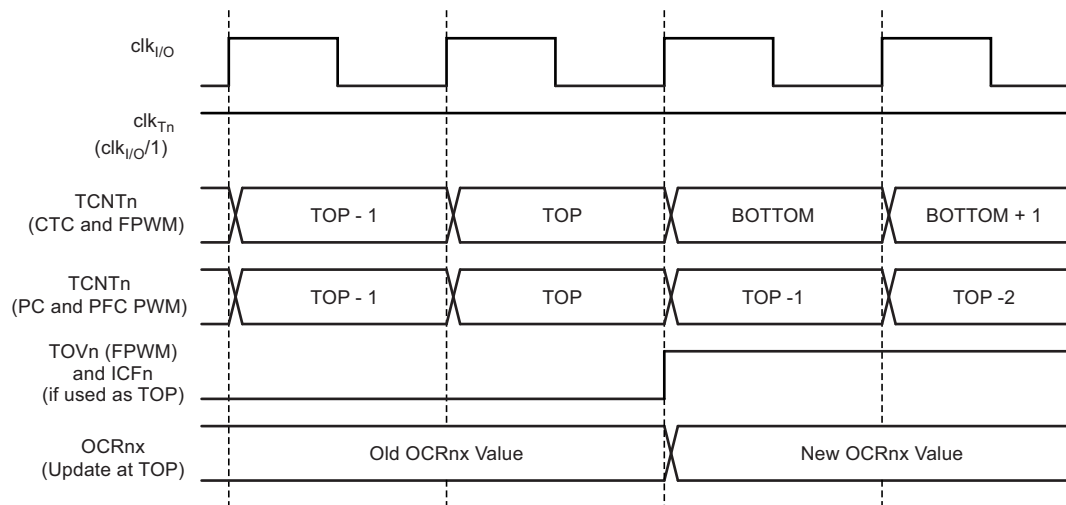 clkI/O
clkTn
(clkI/O/1)
TCNTn
(CTC and FPWM)
TOP - 1 TOP BOTTOM BOTTOM + 1
TCNTn
(PC and PFC PWM)
TOP - 1 TOP TOP -1 TOP -2
TOVn (FPWM)
and ICFn
(if used as TOP)
OCRnx
(Update at TOP)
Old OCRnx Value New OCRnx Value